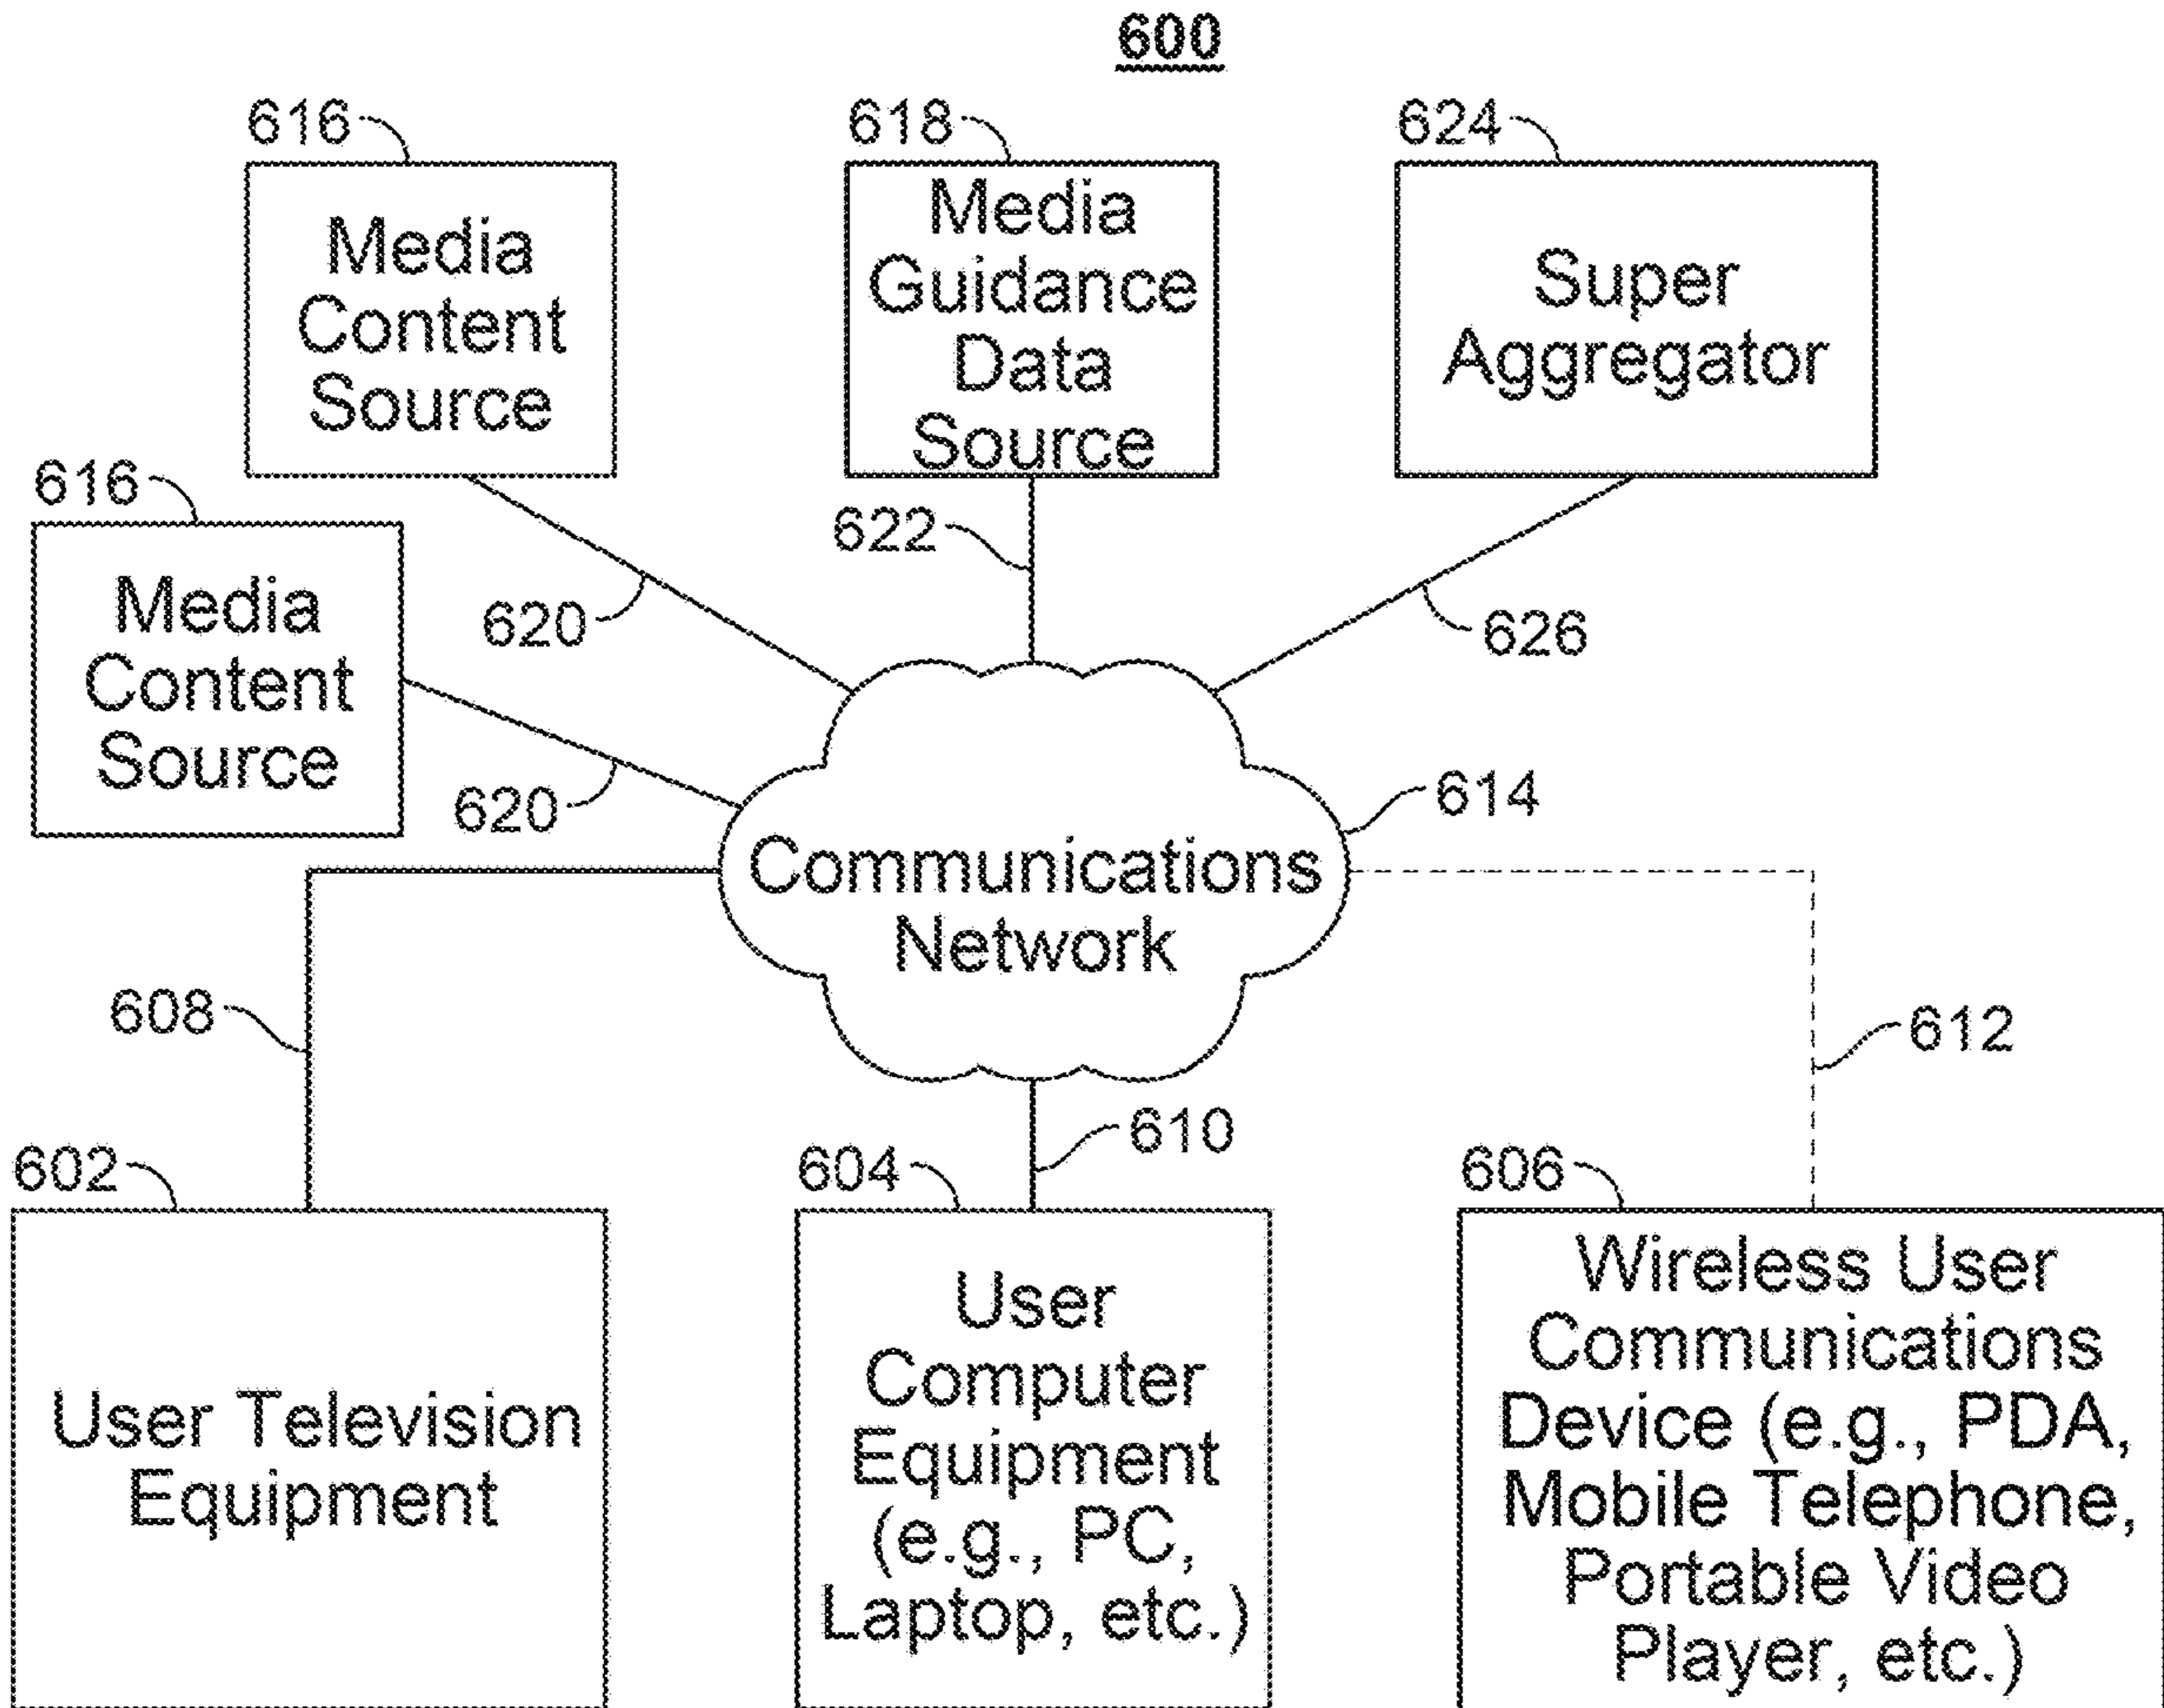 600
616
618
624
Media
Content
Source
Media
Guidance
Data
Source
Super
Aggregator
616
622
620
626
Media
Content
Source
620
614
Communications
Network
608
612
610
602
604
606
User Television
Equipment
User
Computer
Equipment
(e.g., PC,
Laptop, etc.)
Wireless User
Communications
Device (e.g., PDA,
Mobile Telephone,
Portable Video
Player, etc.)